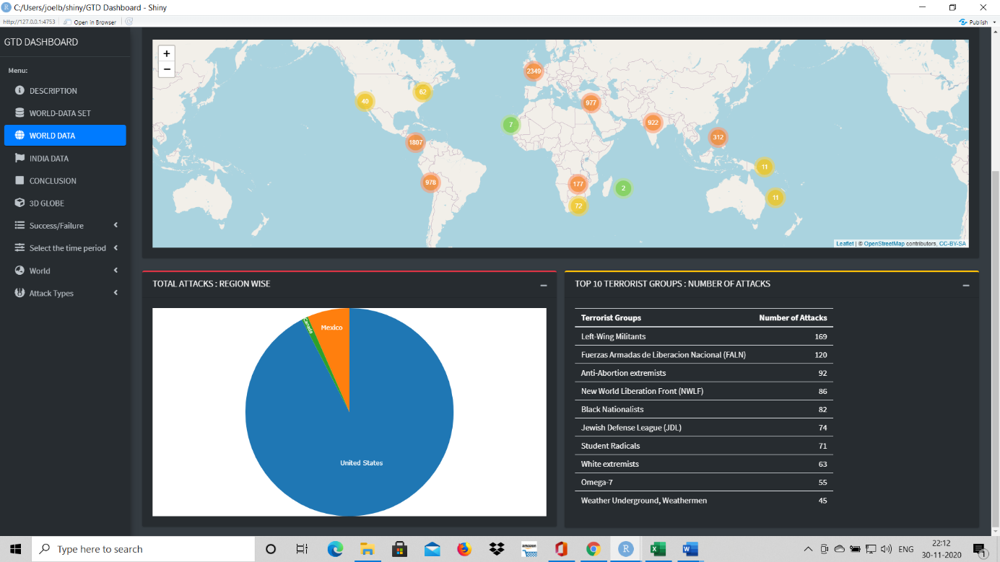 C:/Users/joelb/shiny/GTD Dashboard - Shiny
http://127.0.0.1:4753 Open in Browser Publish
GTD DASHBOARD
Menu:
DESCRIPTION
WORLD-DATA SET
WORLD DATA
INDIA DATA
CONCLUSION
3D GLOBE
Success/Failure
Select the time period
World
Attack Types
+
−
2349
62
40
977
922
7
312
1807
11
978
177
2
11
72
Leaflet | © OpenStreetMap contributors, CC-BY-SA
TOTAL ATTACKS : REGION WISE
Canada
Mexico
United States
TOP 10 TERRORIST GROUPS : NUMBER OF ATTACKS
Terrorist Groups Number of Attacks
Left-Wing Militants 169
Fuerzas Armadas de Liberacion Nacional (FALN) 120
Anti-Abortion extremists 92
New World Liberation Front (NWLF) 86
Black Nationalists 82
Jewish Defense League (JDL) 74
Student Radicals 71
White extremists 63
Omega-7 55
Weather Underground, Weathermen 45
Type here to search
amazon
R
ENG
22:12
30-11-2020
1